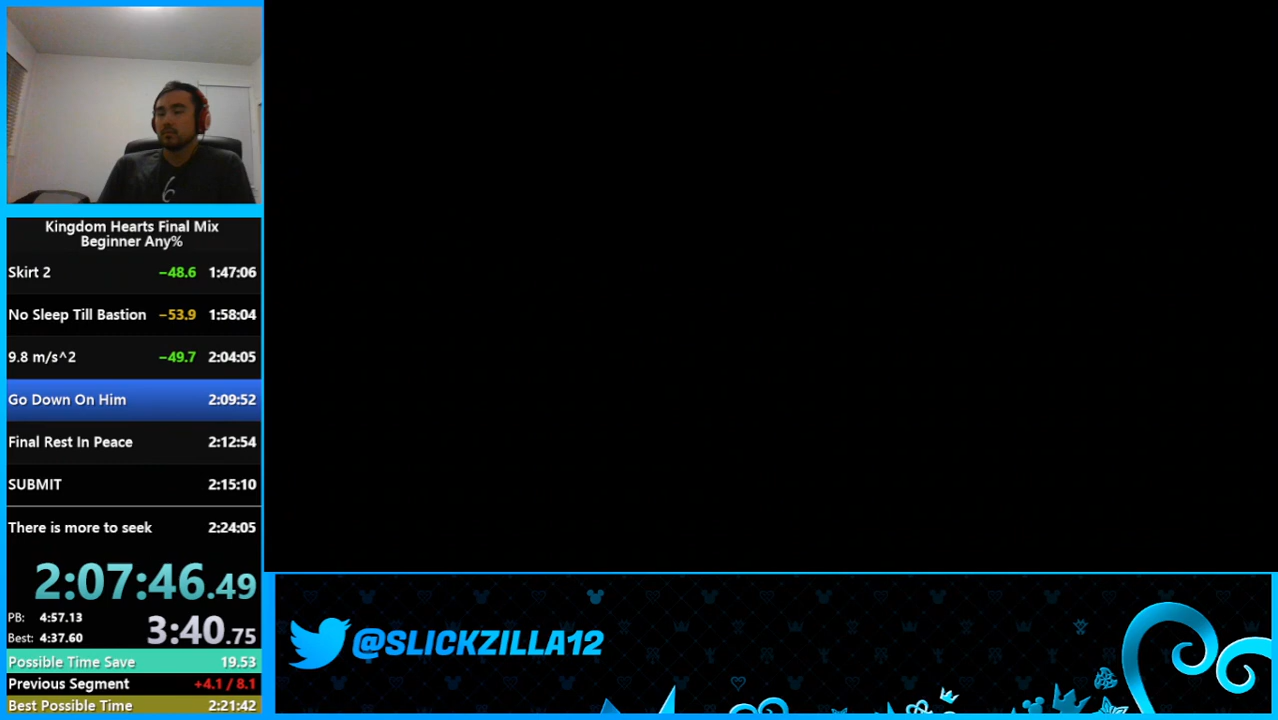 Kingdom Hearts Final Mix
Beginner Any%
Skirt 2 −48.6 1:47:06
No Sleep Till Bastion −53.9 1:58:04
9.8 m/s^2 −49.7 2:04:05
Go Down On Him 2:09:52
Final Rest In Peace 2:12:54
SUBMIT 2:15:10
There is more to seek 2:24:05
2:07:46.49
PB: 4:57.13
Best: 4:37.60
3:40.75
Possible Time Save 19.53
Previous Segment +4.1 / 8.1
Best Possible Time 2:21:42
@SLICKZILLA12